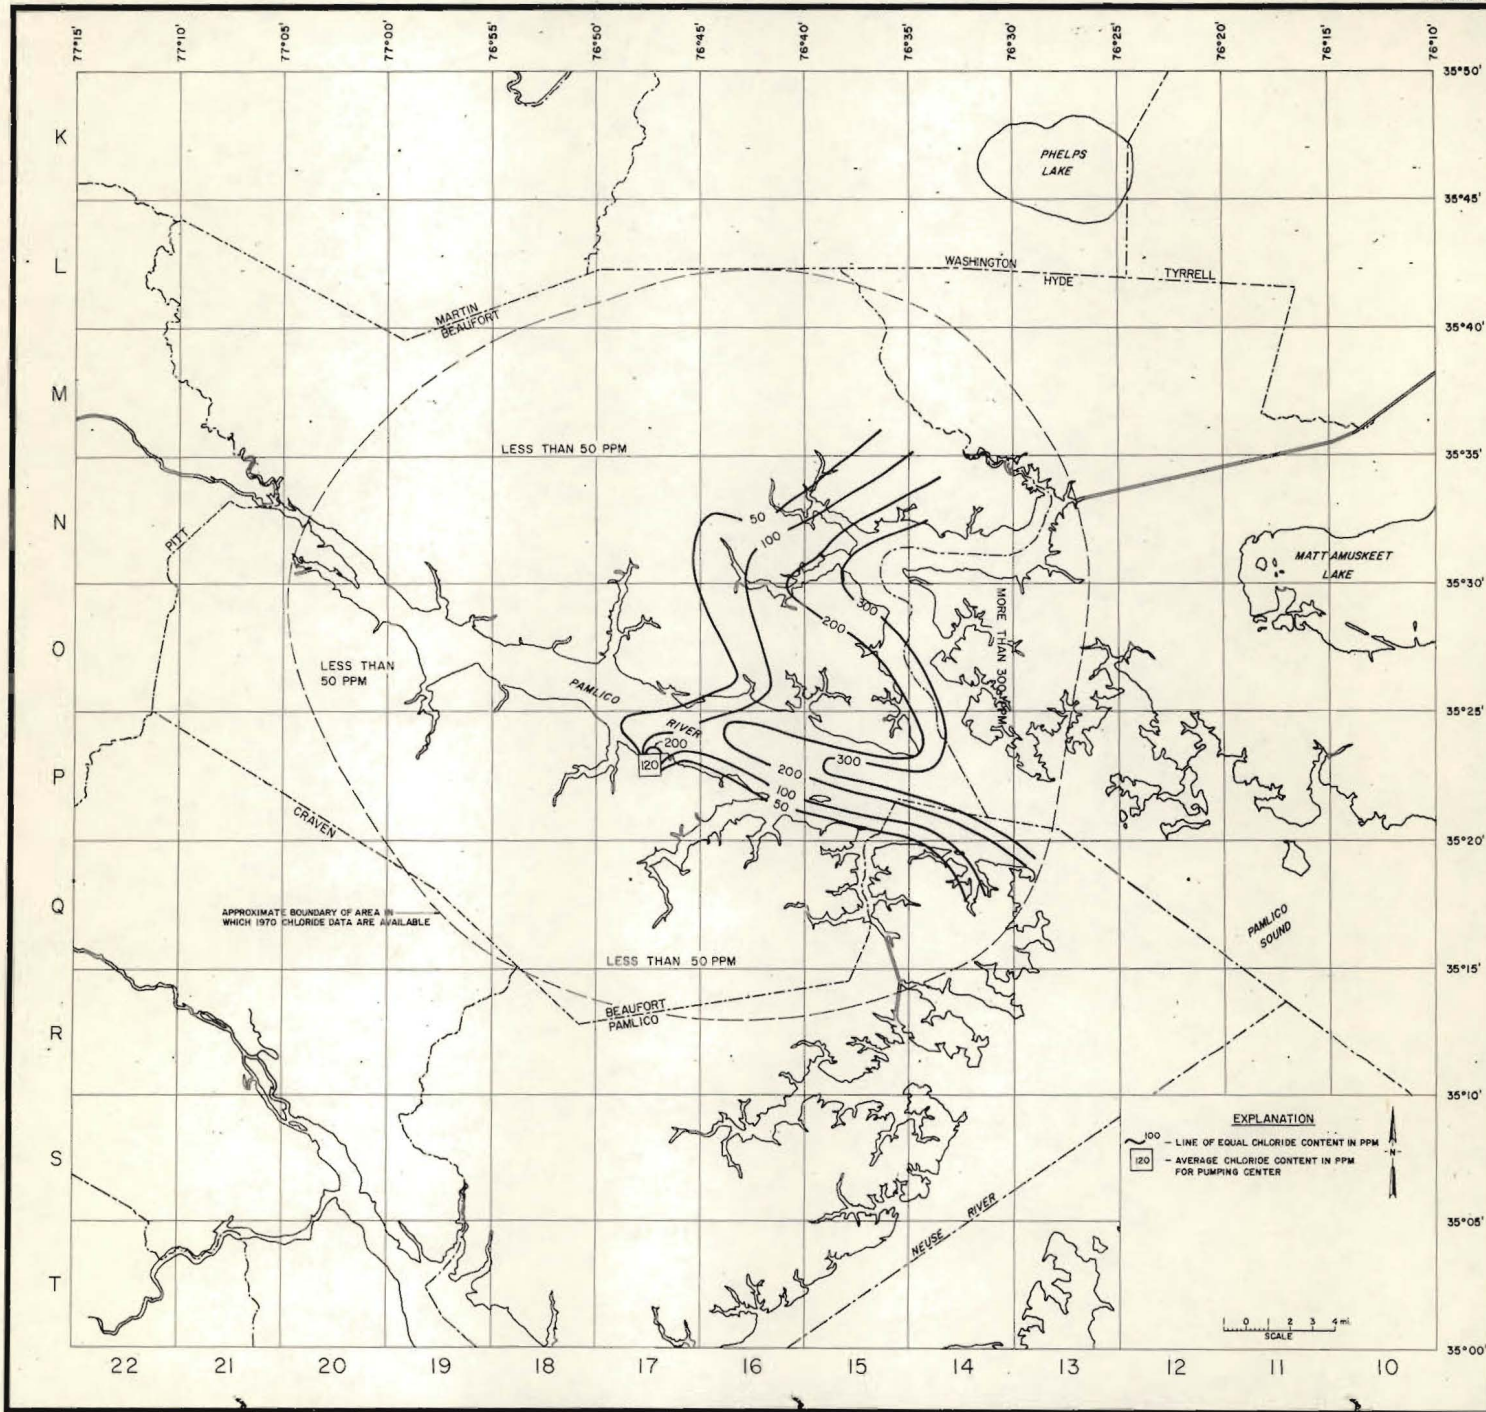 77°15'
77°10'
77°05'
77°00'
76°55'
76°50'
76°45'
76°40'
76°35'
76°30'
76°25'
76°20'
76°15'
76°10'
35°50'
K
PHELPS
LAKE
35°45'
L
WASHINGTON
HYDE
TYRRELL
MARTIN
BEAUFORT
35°40'
M
LESS THAN 50 PPM
35°35'
N
50
100
PITT
MATTAMUSKEET
LAKE
35°30'
300
200
MORE THAN 300 PPM
O
LESS THAN
50 PPM
PAMLICO
RIVER
35°25'
200
120
300
P
200
100
50
CRAVEN
35°20'
Q
APPROXIMATE BOUNDARY OF AREA IN
WHICH 1970 CHLORIDE DATA ARE AVAILABLE
PAMLICO
SOUND
LESS THAN 50 PPM
35°15'
BEAUFORT
PAMLICO
R
35°10'
EXPLANATION
100 - LINE OF EQUAL CHLORIDE CONTENT IN PPM
120 - AVERAGE CHLORIDE CONTENT IN PPM
FOR PUMPING CENTER
N
S
NEUSE RIVER
35°05'
T
1 0 1 2 3 4 mi.
SCALE
35°00'
22 21 20 19 18 17 16 15 14 13 12 11 10